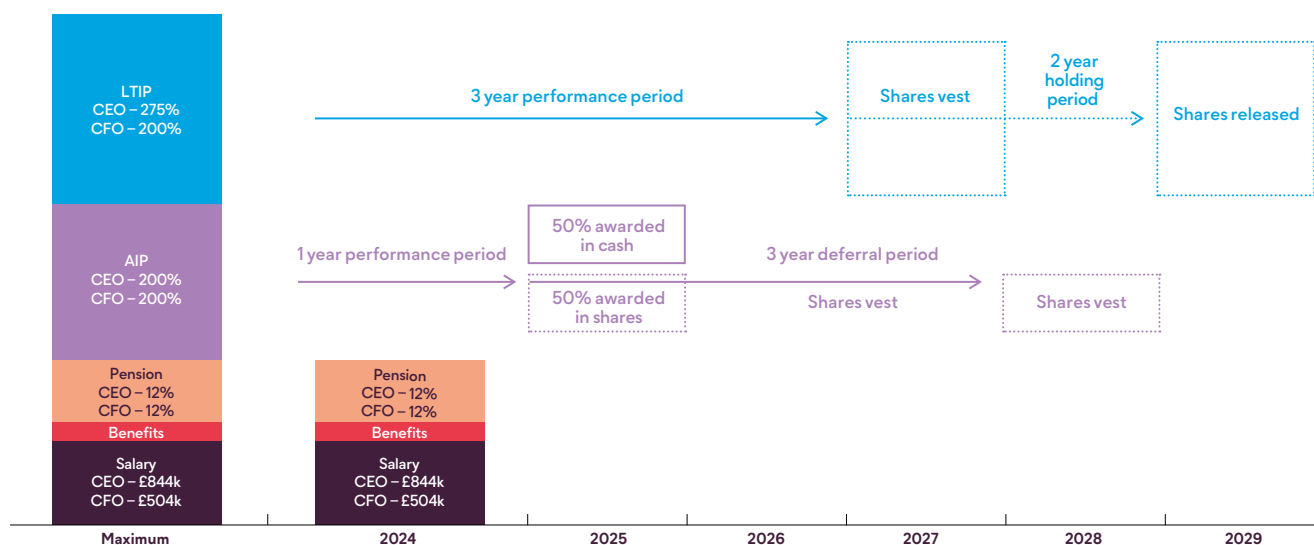 LTIP
CEO – 275%
CFO – 200%
3 year performance period
Shares vest
2 year
holding
period
Shares released
AIP
CEO – 200%
CFO – 200%
1 year performance period
50% awarded
in cash
50% awarded
in shares
3 year deferral period
Shares vest
Shares vest
Pension
CEO – 12%
CFO – 12%
Benefits
Salary
CEO – £844k
CFO – £504k
Pension
CEO – 12%
CFO – 12%
Benefits
Salary
CEO – £844k
CFO – £504k
Maximum
2024
2025
2026
2027
2028
2029